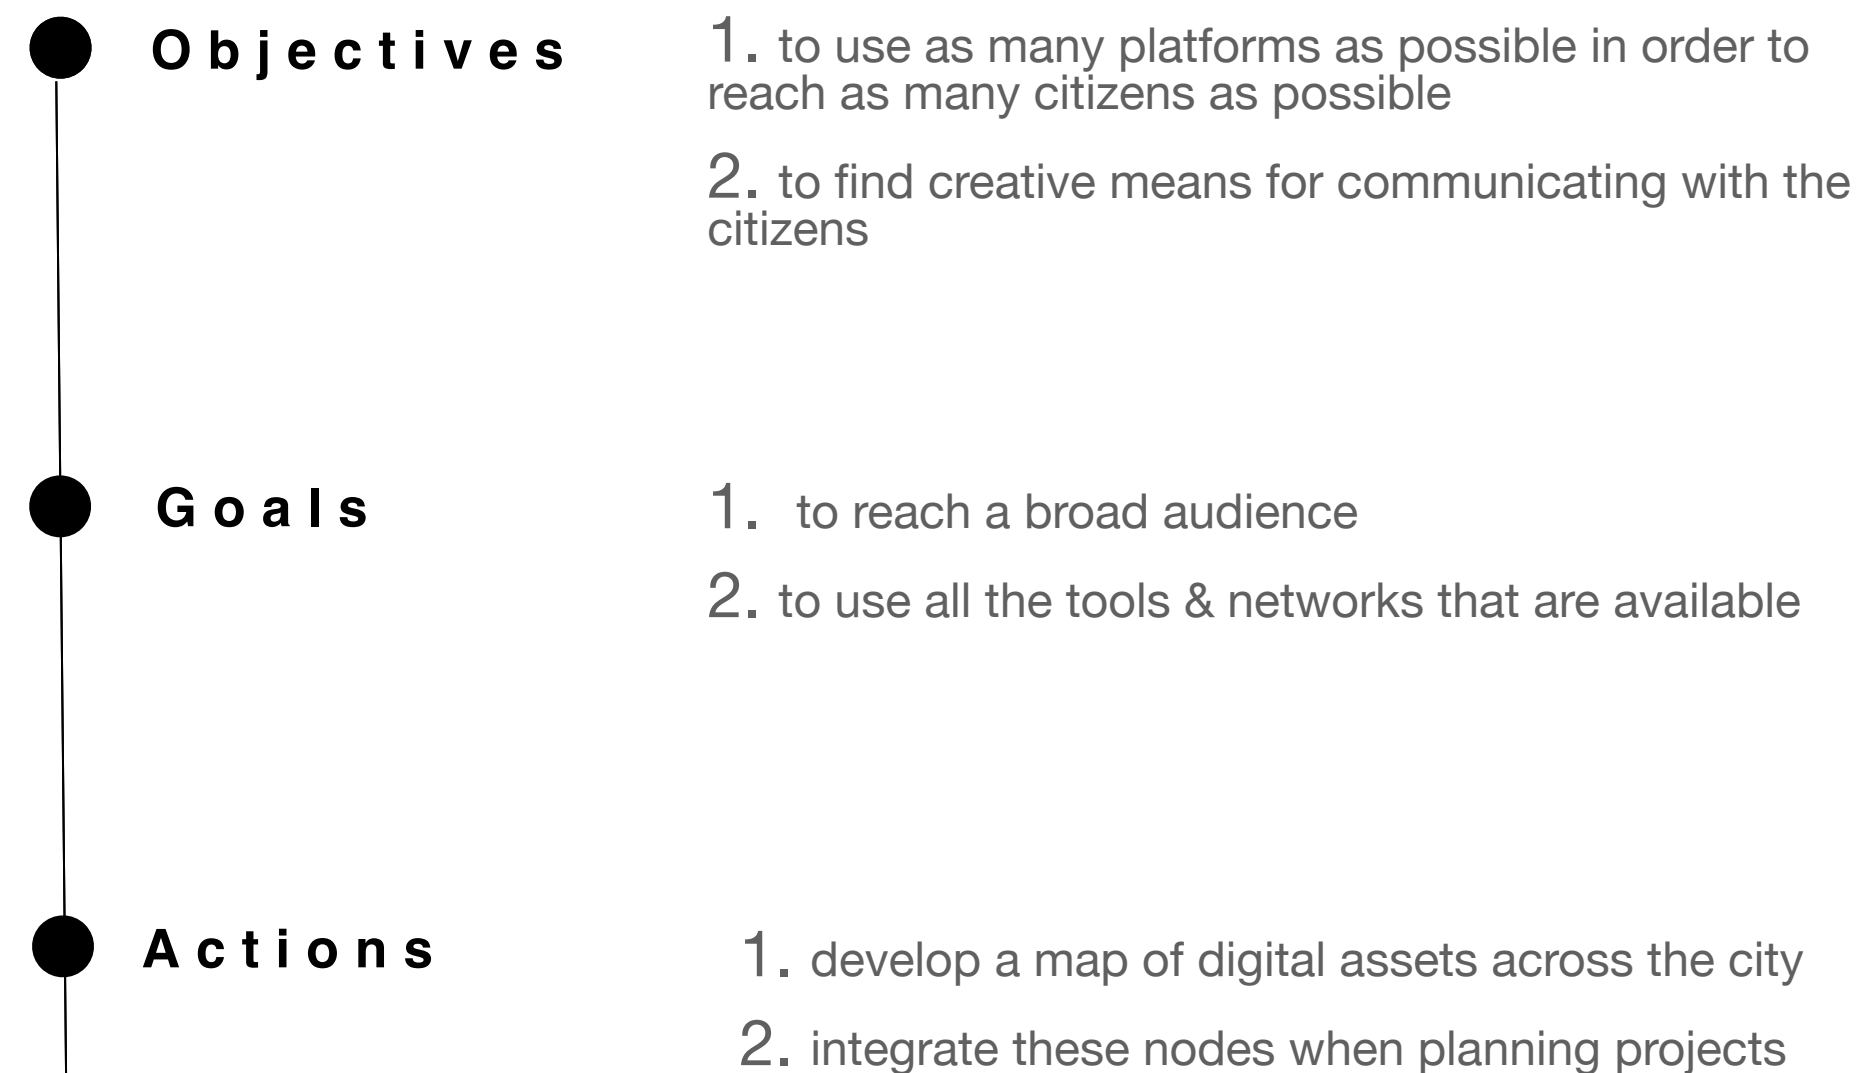 Objectives
1. to use as many platforms as possible in order to
reach as many citizens as possible
2. to find creative means for communicating with the
citizens
Goals
1. to reach a broad audience
2. to use all the tools & networks that are available
Actions
1. develop a map of digital assets across the city
2. integrate these nodes when planning projects